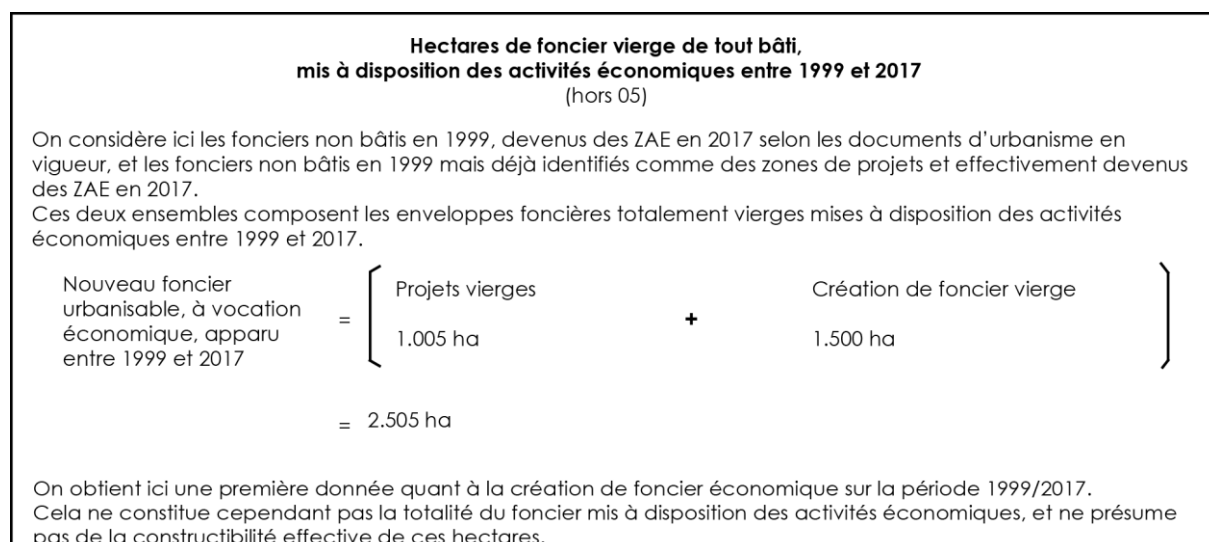 Hectares de foncier vierge de tout bâti,
mis à disposition des activités économiques entre 1999 et 2017
(hors 05)
On considère ici les fonciers non bâtis en 1999, devenus des ZAE en 2017 selon les documents d'urbanisme en
vigueur, et les fonciers non bâtis en 1999 mais déjà identifiés comme des zones de projets et effectivement devenus
des ZAE en 2017.
Ces deux ensembles composent les enveloppes foncières totalement vierges mises à disposition des activités
économiques entre 1999 et 2017.
Nouveau foncier
urbanisable, à vocation
économique, apparu
entre 1999 et 2017
=
Projets vierges
1.005 ha
+
Création de foncier vierge
1.500 ha
= 2.505 ha
On obtient ici une première donnée quant à la création de foncier économique sur la période 1999/2017.
Cela ne constitue cependant pas la totalité du foncier mis à disposition des activités économiques, et ne présume
pas de la constructibilité effective de ces hectares.